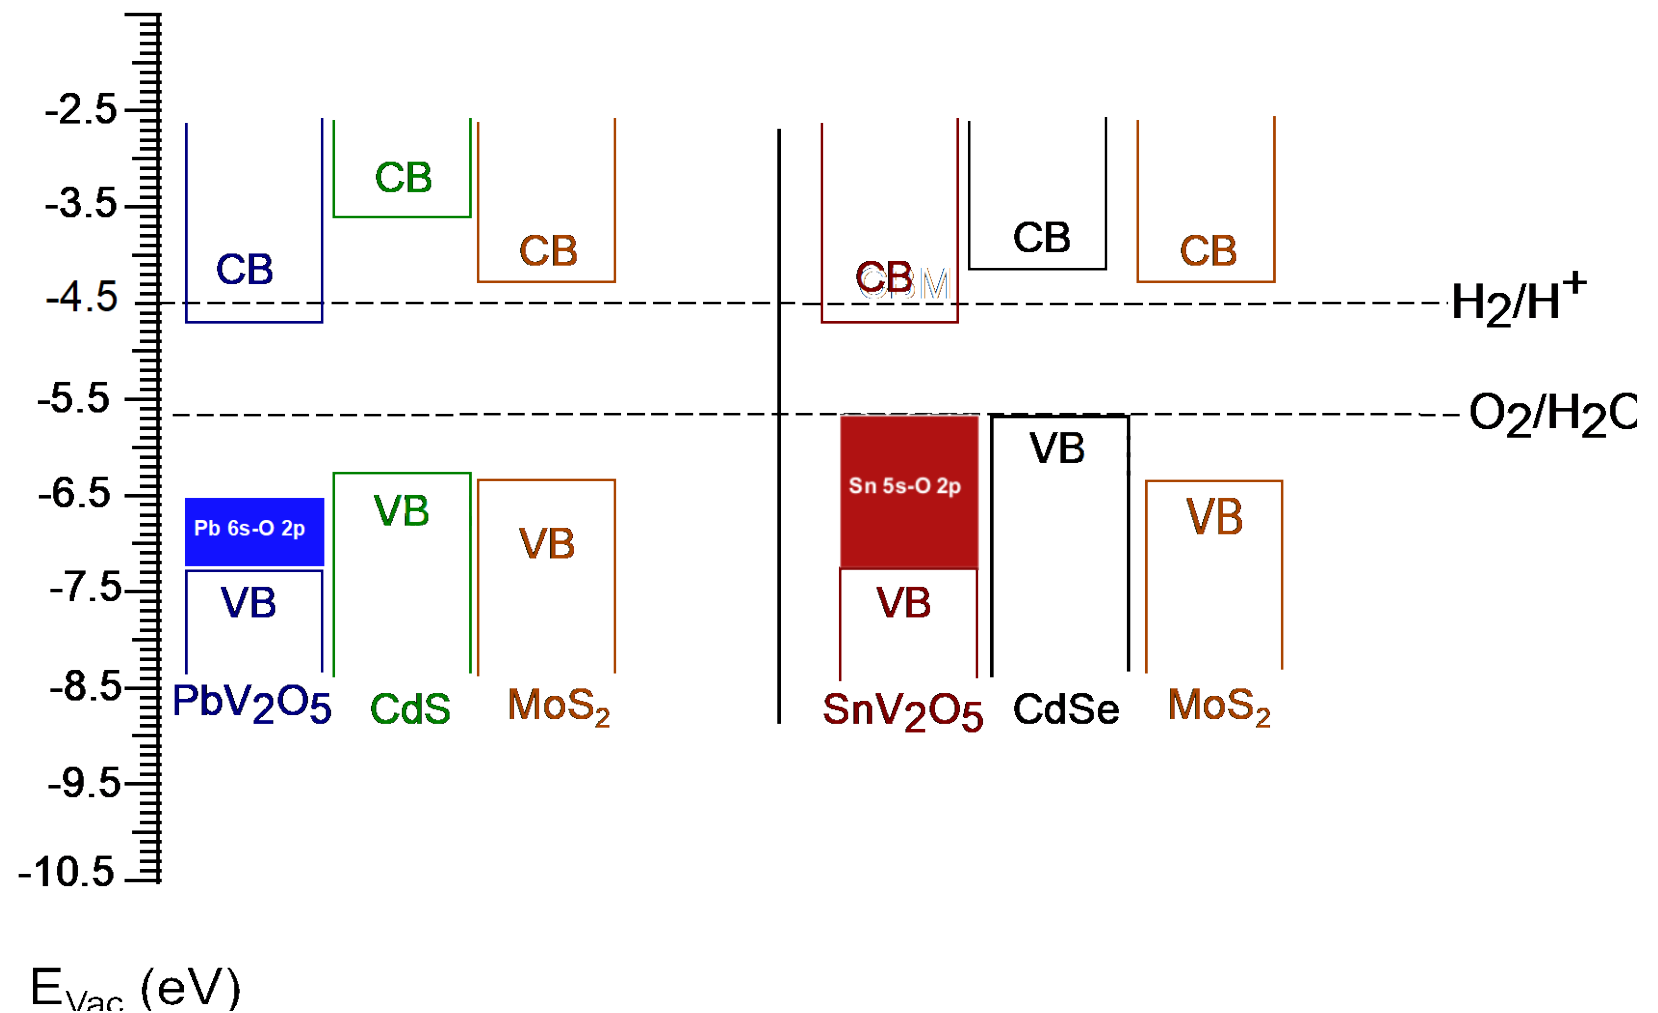 -2.5
-3.5
-4.5
-5.5
-6.5
-7.5
-8.5
-9.5
-10.5
E_Vac (eV)
CB
CB
CB
Pb 6s-O 2p
VB
VB
VB
PbV2O5
CdS
MoS2
CB
CBM
CB
CB
Sn 5s-O 2p
VB
VB
VB
SnV2O5
CdSe
MoS2
H2/H+
O2/H2C